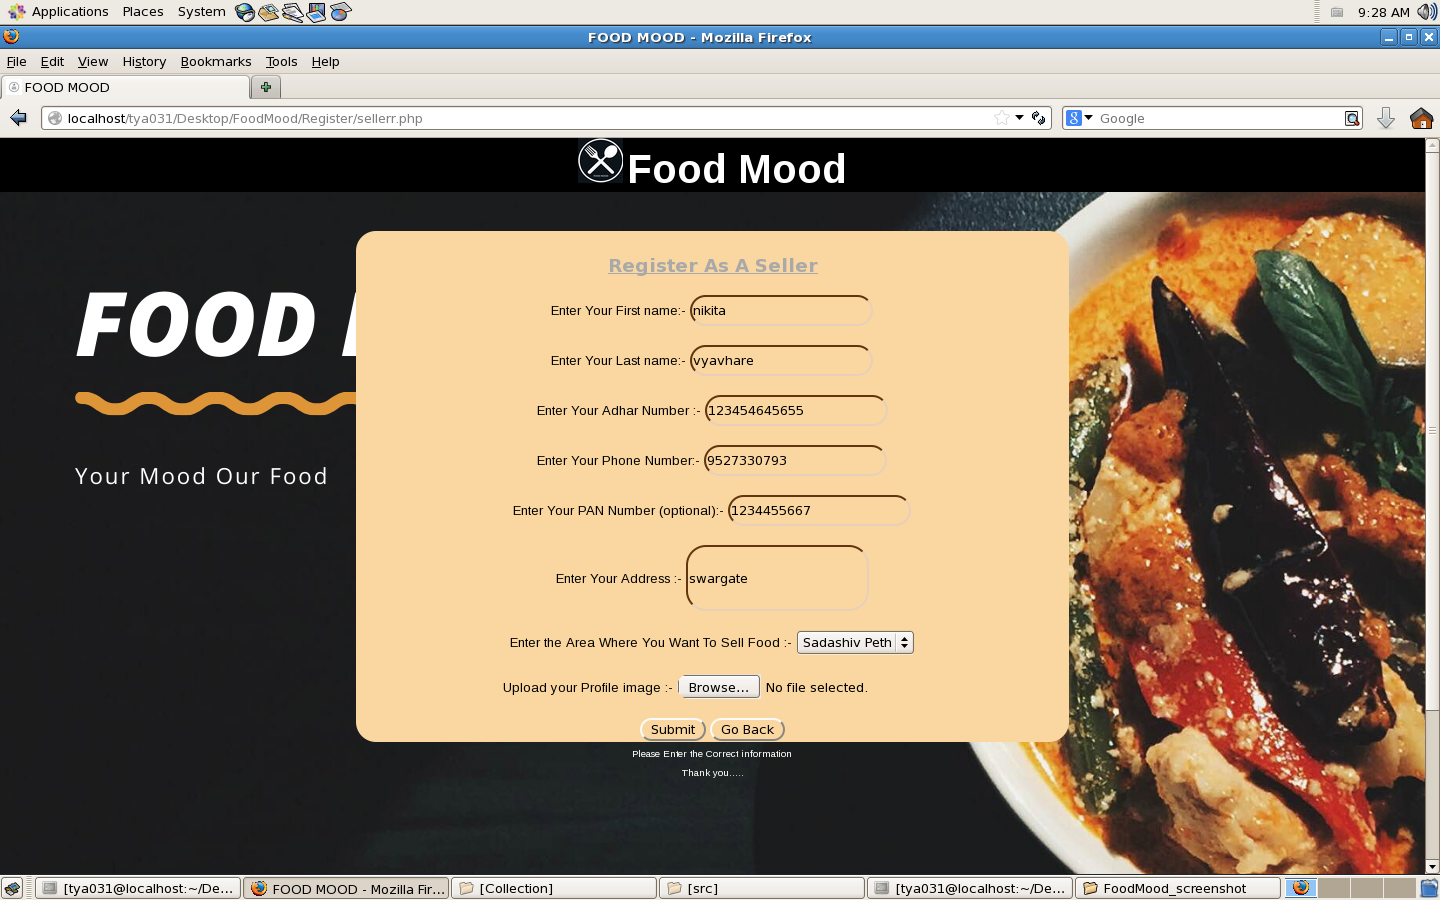 Applications Places System 9:28 AM
FOOD MOOD - Mozilla Firefox
File Edit View History Bookmarks Tools Help
FOOD MOOD
localhost/tya031/Desktop/FoodMood/Register/sellerr.php Google
Food Mood
FOOD
Your Mood Our Food
Register As A Seller
Enter Your First name:- nikita
Enter Your Last name:- vyavhare
Enter Your Adhar Number :- 123454645655
Enter Your Phone Number:- 9527330793
Enter Your PAN Number (optional):- 1234455667
Enter Your Address :- swargate
Enter the Area Where You Want To Sell Food :- Sadashiv Peth
Upload your Profile image :- Browse... No file selected.
Submit Go Back
Please Enter the Correct information
Thank you.....
[tya031@localhost:~/De... FOOD MOOD - Mozilla Fir... [Collection] [src] [tya031@localhost:~/De... FoodMood_screenshot